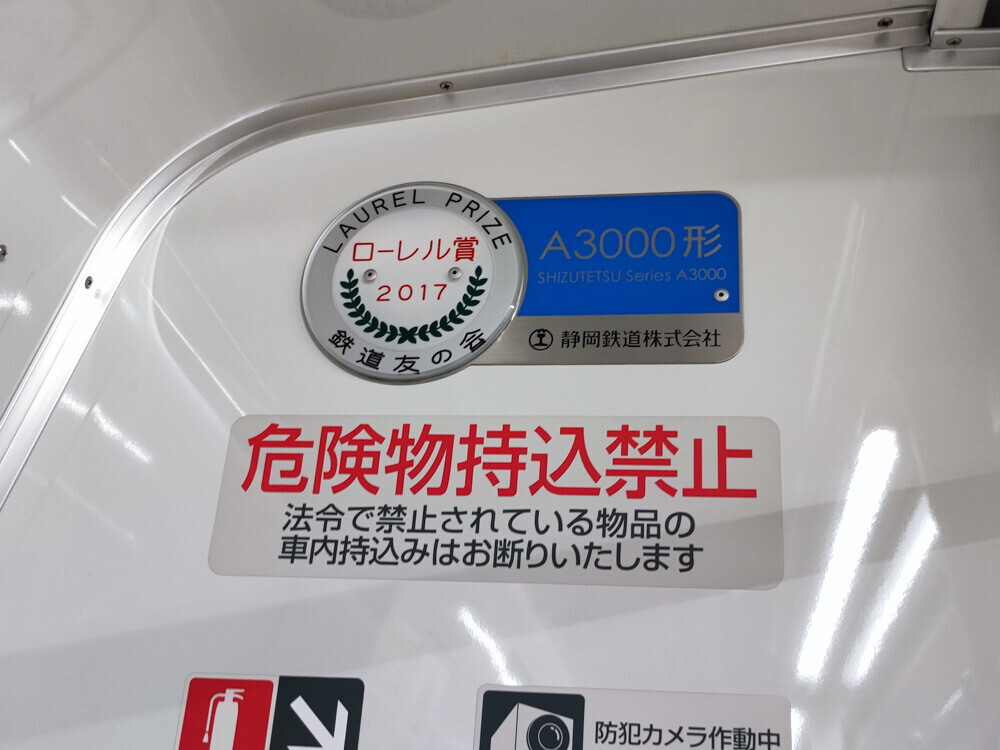 LAUREL PRIZE
ローレル賞
2017
鉄道友の会
A3000形
SHIZUTETSU Series A3000
静岡鉄道株式会社
危険物持込禁止
法令で禁止されている物品の
車内持込みはお断りいたします
防犯カメラ作動中